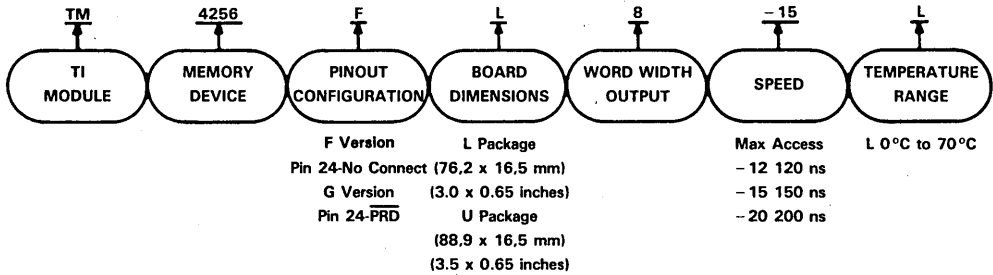 TM 4256 F L 8 -15 L
TI MODULE
MEMORY DEVICE
PINOUT CONFIGURATION
BOARD DIMENSIONS
WORD WIDTH OUTPUT
SPEED
TEMPERATURE RANGE
F Version
Pin 24-No Connect
G Version
Pin 24-PRD
L Package
(76,2 x 16,5 mm)
(3.0 x 0.65 inches)
U Package
(88,9 x 16,5 mm)
(3.5 x 0.65 inches)
Max Access
-12 120 ns
-15 150 ns
-20 200 ns
L 0°C to 70°C